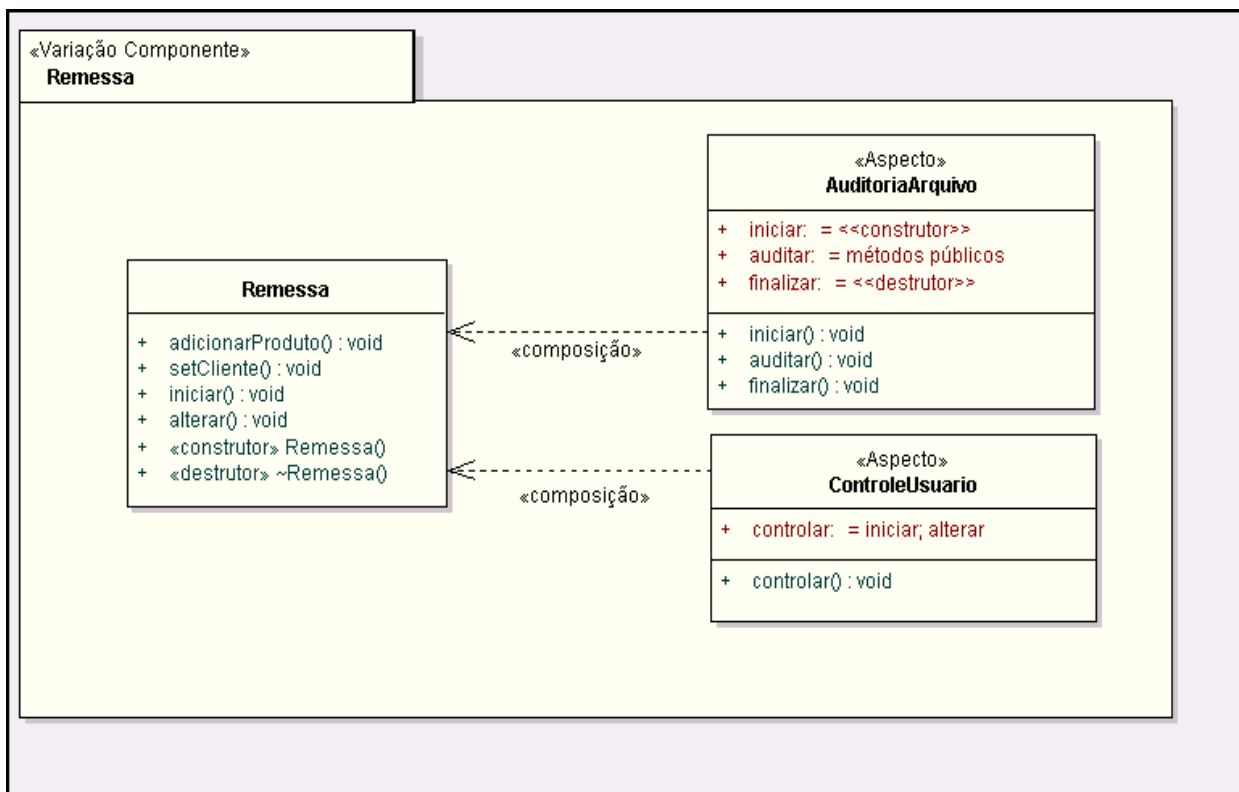 «Variação Componente»
Remessa
Remessa
+ adicionarProduto() : void
+ setCliente() : void
+ iniciar() : void
+ alterar() : void
+ «construtor» Remessa()
+ «destrutor» ~Remessa()
«composição»
«composição»
«Aspecto»
AuditoriaArquivo
+ iniciar: = <<construtor>>
+ auditar: = métodos públicos
+ finalizar: = <<destrutor>>
+ iniciar() : void
+ auditar() : void
+ finalizar() : void
«Aspecto»
ControleUsuario
+ controlar: = iniciar; alterar
+ controlar() : void